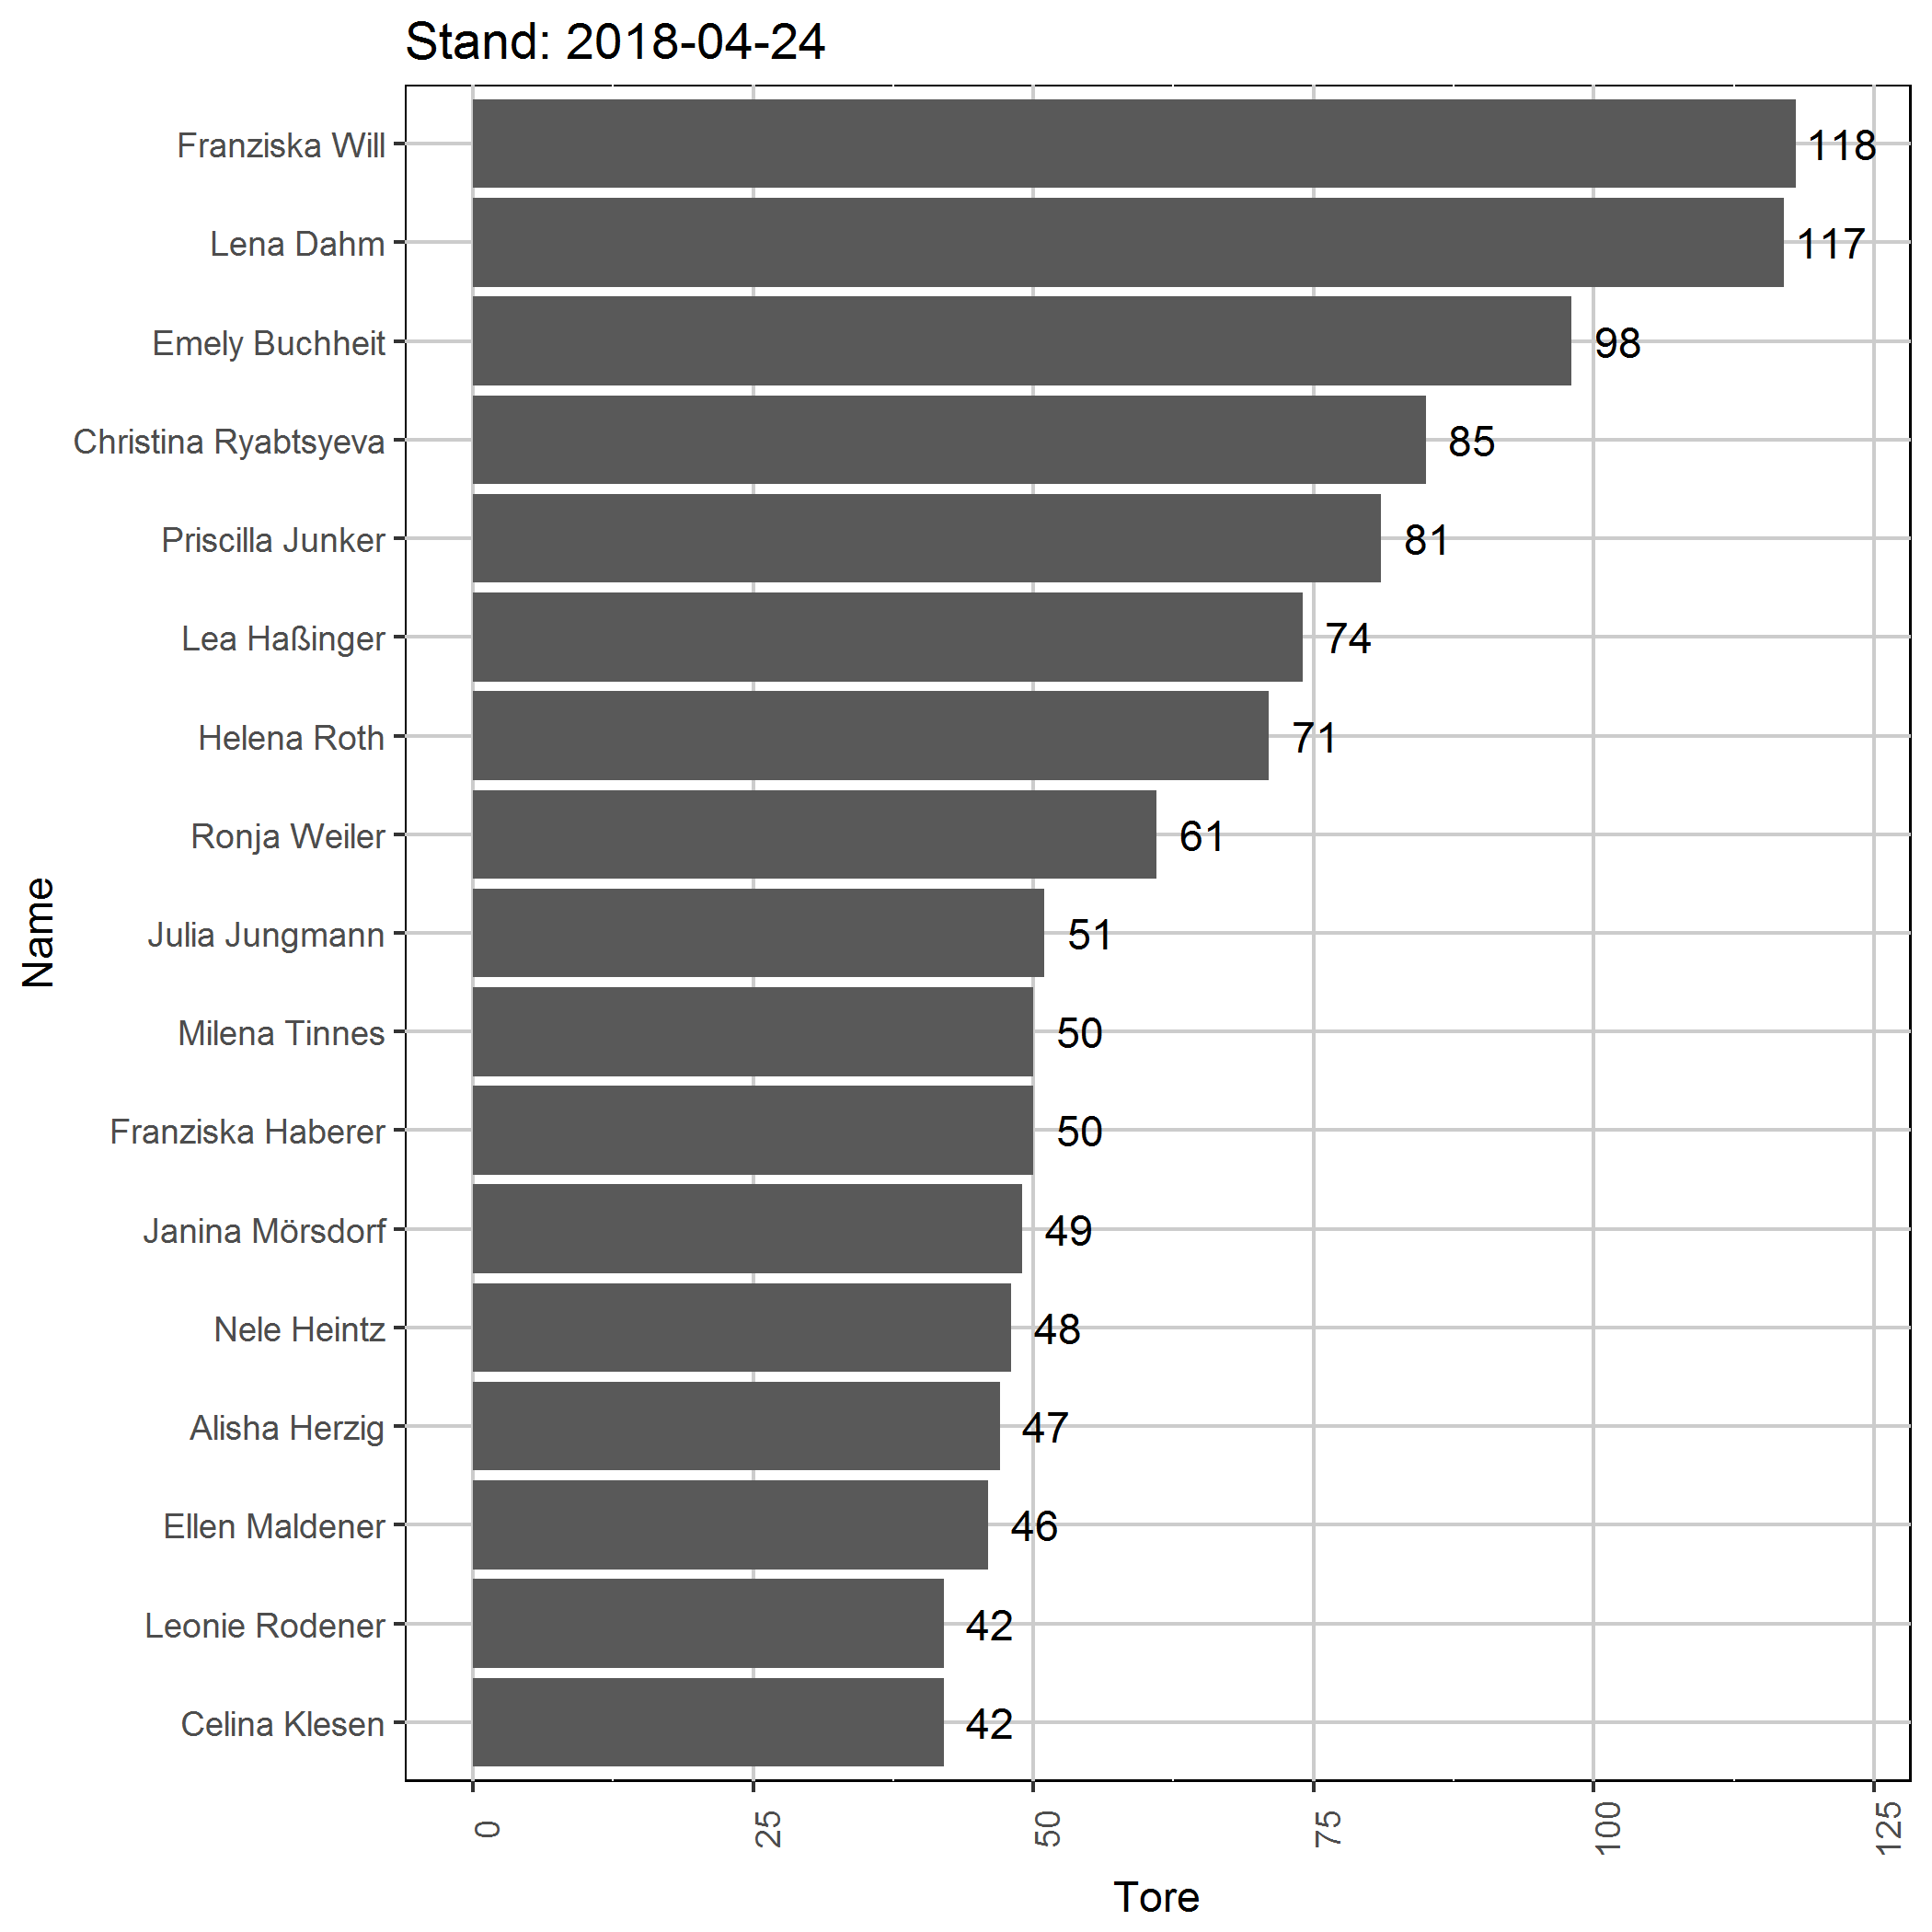 Stand: 2018-04-24
Franziska Will 118
Lena Dahm 117
Emely Buchheit 98
Christina Ryabtsyeva 85
Priscilla Junker 81
Lea Haßinger 74
Helena Roth 71
Ronja Weiler 61
Julia Jungmann 51
Milena Tinnes 50
Franziska Haberer 50
Janina Mörsdorf 49
Nele Heintz 48
Alisha Herzig 47
Ellen Maldener 46
Leonie Rodener 42
Celina Klesen 42
Name
0 25 50 75 100 125
Tore